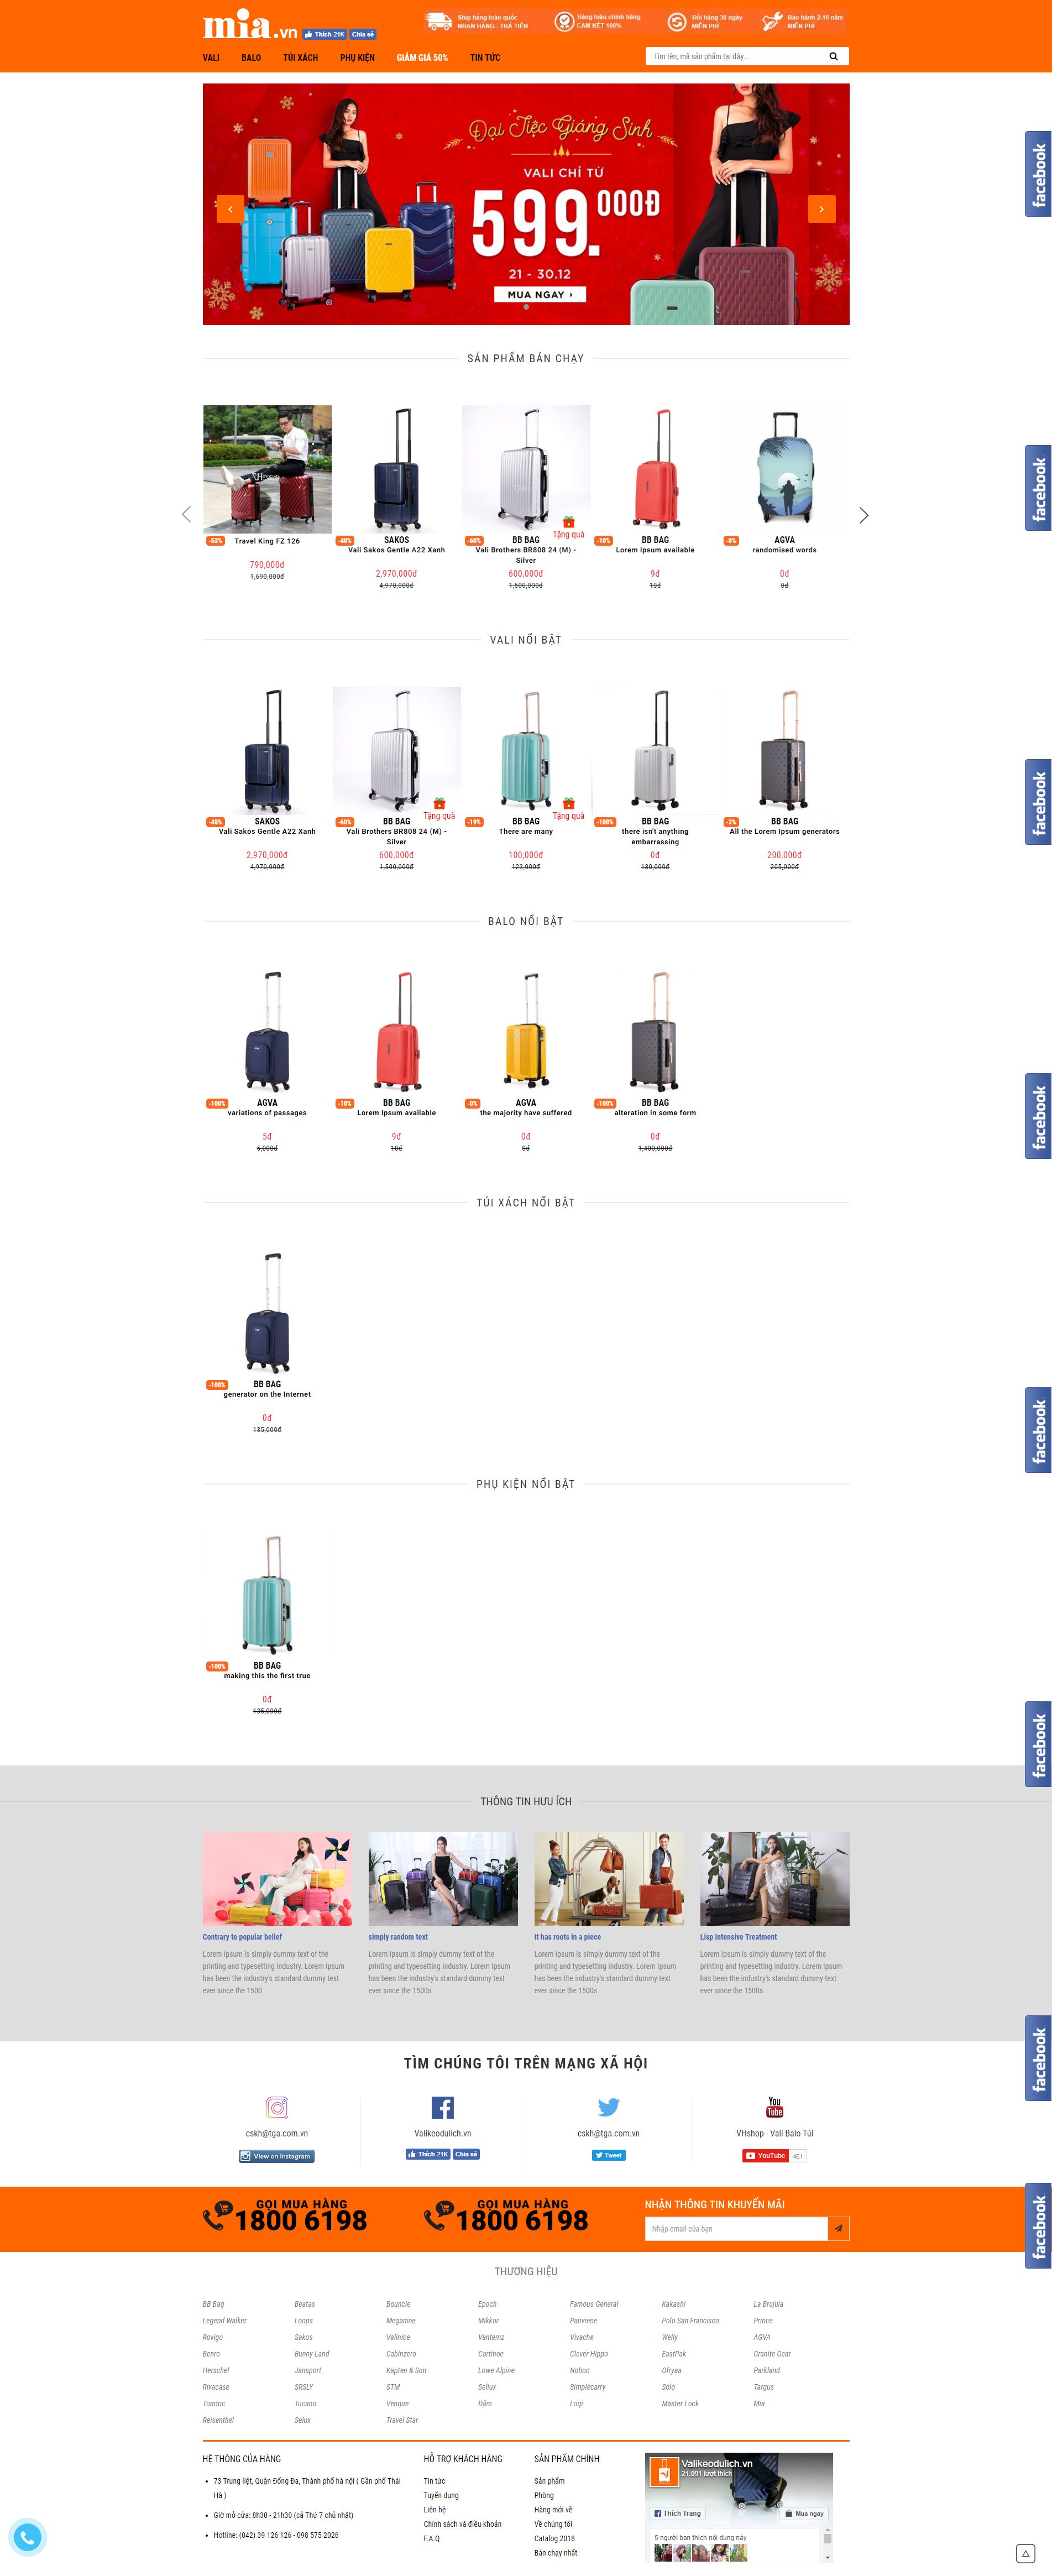 mia.vn
Thích 21K Chia sẻ
Ship hàng toàn quốc
NHẬN HÀNG - TRẢ TIỀN
Hàng hiệu chính hãng
CAM KẾT 100%
Đổi hàng 30 ngày
MIỄN PHÍ
Bảo hành 2-10 năm
MIỄN PHÍ
VALI BALO TÚI XÁCH PHỤ KIỆN GIẢM GIÁ 50% TIN TỨC
Tìm tên, mã sản phẩm tại đây...
Đại Tiệc Giáng Sinh
VALI CHỈ TỪ
599.000Đ
21 - 30.12
MUA NGAY
SẢN PHẨM BÁN CHẠY
-53%
Travel King FZ 126
790,000đ
1,690,000đ
-40%
SAKOS
Vali Sakos Gentle A22 Xanh
2,970,000đ
4,970,000đ
Tặng quà
-60%
BB BAG
Vali Brothers BR808 24 (M) -
Silver
600,000đ
1,500,000đ
-10%
BB BAG
Lorem Ipsum available
9đ
10đ
-0%
AGVA
randomised words
0đ
0đ
VALI NỔI BẬT
-40%
SAKOS
Vali Sakos Gentle A22 Xanh
2,970,000đ
4,970,000đ
Tặng quà
-60%
BB BAG
Vali Brothers BR808 24 (M) -
Silver
600,000đ
1,500,000đ
Tặng quà
-19%
BB BAG
There are many
100,000đ
123,000đ
-100%
BB BAG
there isn't anything
embarrassing
0đ
180,000đ
-2%
BB BAG
All the Lorem Ipsum generators
200,000đ
205,000đ
BALO NỔI BẬT
-100%
AGVA
variations of passages
5đ
5,000đ
-10%
BB BAG
Lorem Ipsum available
9đ
10đ
-0%
AGVA
the majority have suffered
0đ
0đ
-100%
BB BAG
alteration in some form
0đ
1,400,000đ
TÚI XÁCH NỔI BẬT
-100%
BB BAG
generator on the Internet
0đ
135,000đ
PHỤ KIỆN NỔI BẬT
-100%
BB BAG
making this the first true
0đ
135,000đ
THÔNG TIN HƯU ÍCH
Contrary to popular belief
Lorem Ipsum is simply dummy text of the
printing and typesetting industry. Lorem Ipsum
has been the industry's standard dummy text
ever since the 1500
simply random text
Lorem Ipsum is simply dummy text of the
printing and typesetting industry. Lorem Ipsum
has been the industry's standard dummy text
ever since the 1500s
It has roots in a piece
Lorem Ipsum is simply dummy text of the
printing and typesetting industry. Lorem Ipsum
has been the industry's standard dummy text
ever since the 1500s
Lisp Intensive Treatment
Lorem Ipsum is simply dummy text of the
printing and typesetting industry. Lorem Ipsum
has been the industry's standard dummy text
ever since the 1500s
TÌM CHÚNG TÔI TRÊN MẠNG XÃ HỘI
cskh@tga.com.vn
View on Instagram
Valikeodulich.vn
Thích 21K Chia sẻ
cskh@tga.com.vn
Tweet
You Tube
VHshop - Vali Balo Túi
YouTube 461
GỌI MUA HÀNG
1800 6198
GỌI MUA HÀNG
1800 6198
NHẬN THÔNG TIN KHUYẾN MÃI
Nhập email của bạn
THƯƠNG HIỆU
BB Bag Beatas Bouncie Epoch Famous General Kakashi La Brujula
Legend Walker Loops Meganine Mikkor Panviene Polo San Francisco Prince
Rovigo Sakos Valinice Vantemz Vivache Welly AGVA
Benro Bunny Land Cabinzero Cartinoe Clever Hippo EastPak Granite Gear
Herschel Jansport Kapten & Son Lowe Alpine Nohoo Ofryaa Parkland
Rivacase SRSLY STM Seliux Simplecarry Solo Targus
Tomtoc Tucano Venque Đậm Loqi Master Lock Mia
Reisenthel Selux Travel Star
HỆ THỐNG CỦA HÀNG
73 Trung liệt, Quận Đống Đa, Thành phố hà nội ( Gần phố Thái
Hà )
Giờ mở cửa: 8h30 - 21h30 (cả Thứ 7 chủ nhật)
Hotline: (042) 39 126 126 - 098 575 2026
HỖ TRỢ KHÁCH HÀNG
Tin tức
Tuyển dụng
Liên hệ
Chính sách và điều khoản
F.A.Q
SẢN PHẨM CHÍNH
Sản phẩm
Phòng
Hàng mới về
Về chúng tôi
Catalog 2018
Bán chạy nhất
Valikeodulich.vn
21.091 lượt thích
Thích Trang
Mua ngay
5 người bạn thích nội dung này
facebook
facebook
facebook
facebook
facebook
facebook
facebook
facebook